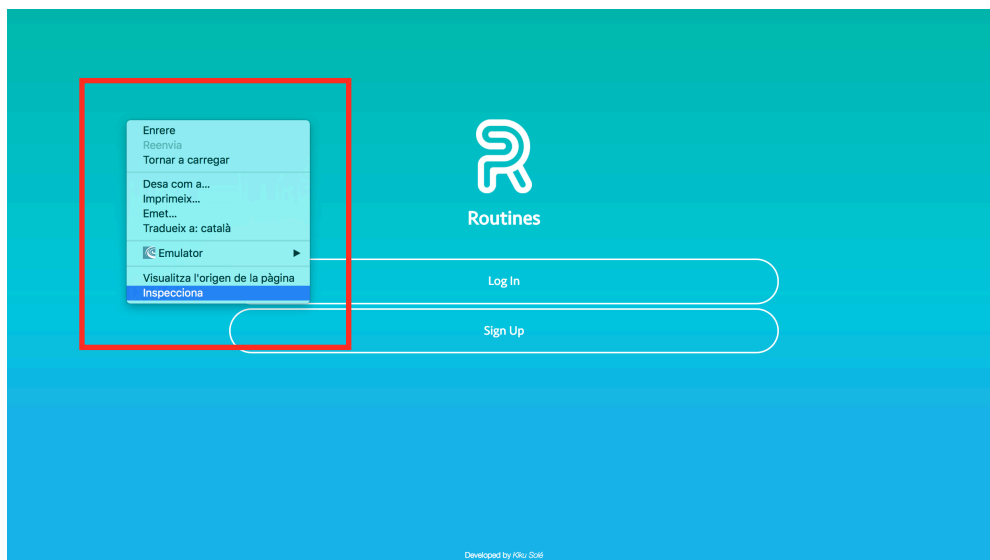 Enrere
Reenvia
Tornar a carregar
Desa com a...
Imprimeix...
Emet...
Tradueix a: català
Emulator
Visualitza l'origen de la pàgina
Inspecciona
Routines
Log In
Sign Up
Developed by Kiku Solé